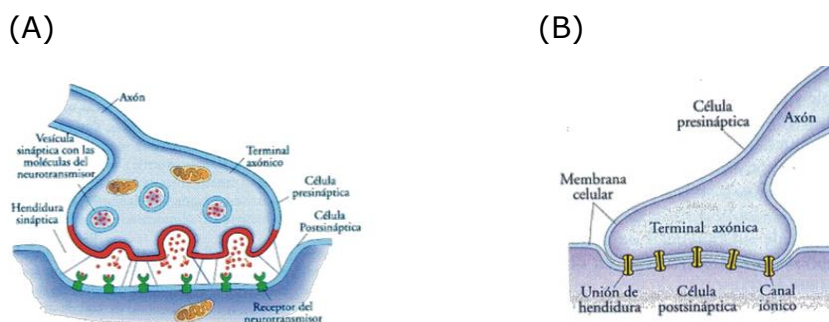 (A)
(B)
Axón
Vesícula
sináptica con las
moléculas del
neurotransmisor
Hendidura
sináptica
Terminal
axónico
Célula
presináptica
Célula
Postsináptica
Receptor del
neurotransmisor
Célula
presináptica
Axón
Membrana
celular
Terminal axónica
Unión de
hendidura
Célula
postsináptica
Canal
iónico